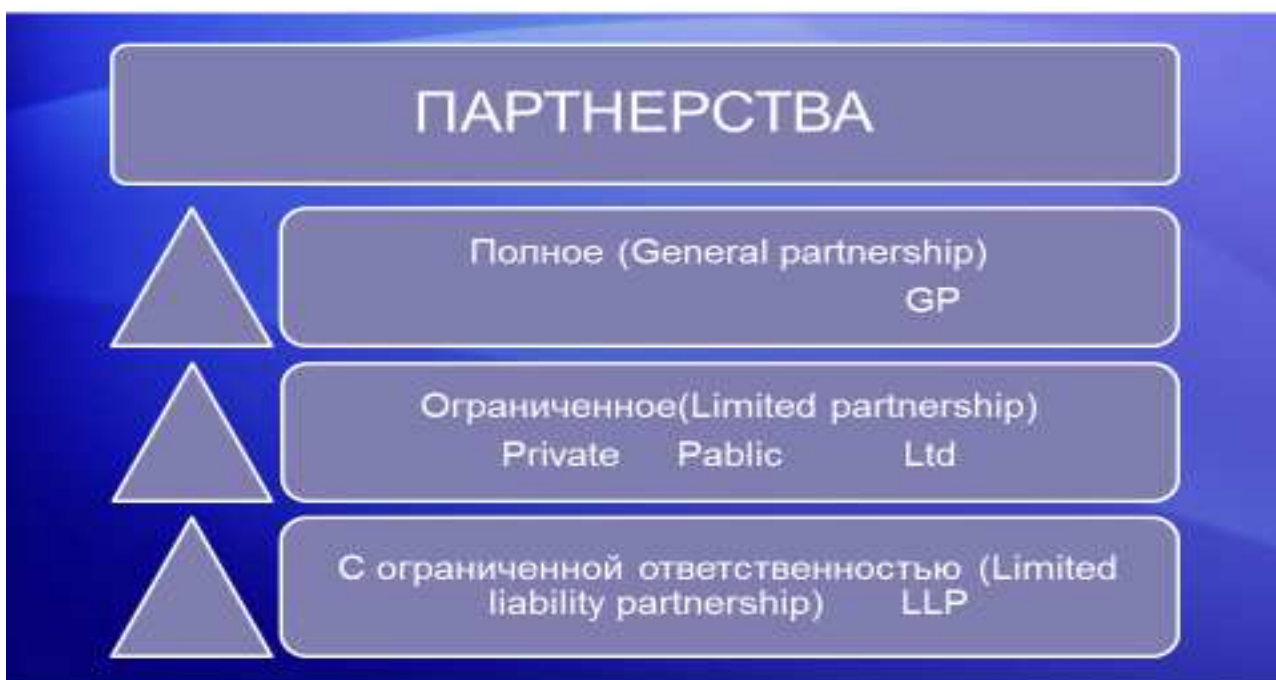 ПАРТНЕРСТВА
Полное (General partnership)
GP
Ограниченное(Limited partnership)
Private Pablic Ltd
С ограниченной ответственностью (Limited
liability partnership) LLP